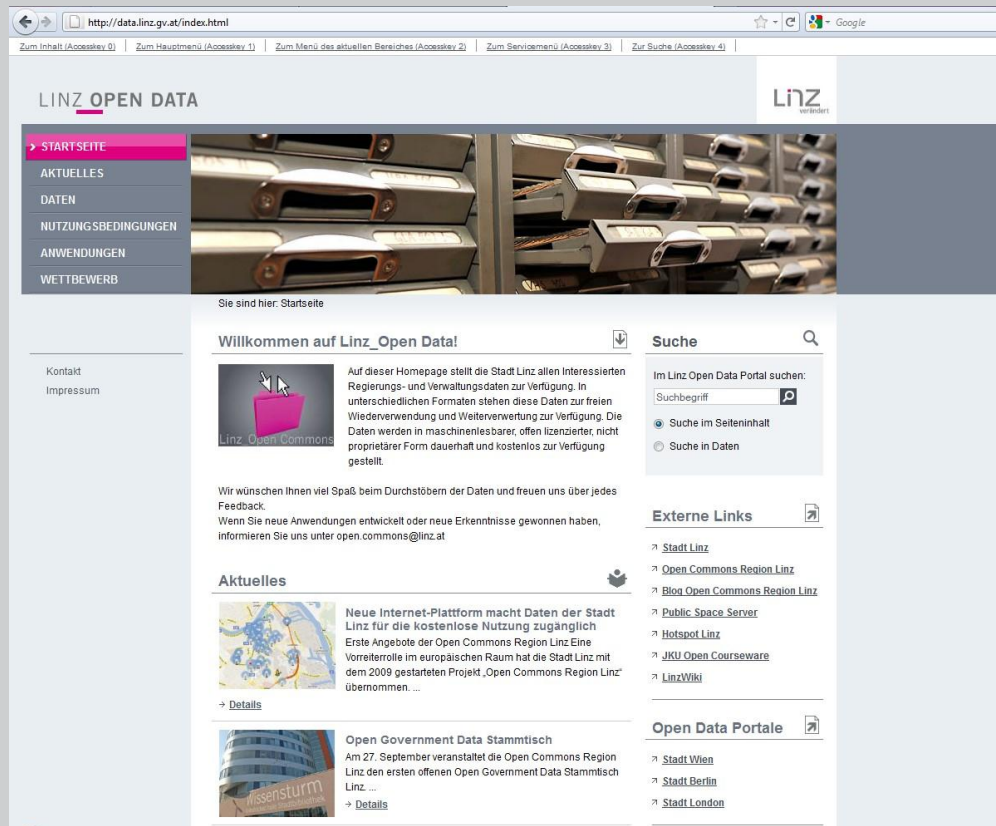 http://data.linz.gv.at/index.html
Google
Zum Inhalt (Accesskey 0)
Zum Hauptmenü (Accesskey 1)
Zum Menü des aktuellen Bereiches (Accesskey 2)
Zum Servicemenü (Accesskey 3)
Zur Suche (Accesskey 4)
LINZ OPEN DATA
Linz
verändert
STARTSEITE
AKTUELLES
DATEN
NUTZUNGSBEDINGUNGEN
ANWENDUNGEN
WETTBEWERB
Kontakt
Impressum
Sie sind hier: Startseite
Willkommen auf Linz_Open Data!
Linz_Open Commons
Auf dieser Homepage stellt die Stadt Linz allen Interessierten
Regierungs- und Verwaltungsdaten zur Verfügung. In
unterschiedlichen Formaten stehen diese Daten zur freien
Wiederverwendung und Weiterverwertung zur Verfügung. Die
Daten werden in maschinenlesbarer, offen lizenzierter, nicht
proprietärer Form dauerhaft und kostenlos zur Verfügung
gestellt.
Wir wünschen Ihnen viel Spaß beim Durchstöbern der Daten und freuen uns über jedes
Feedback.
Wenn Sie neue Anwendungen entwickelt oder neue Erkenntnisse gewonnen haben,
informieren Sie uns unter open.commons@linz.at
Aktuelles
Neue Internet-Plattform macht Daten der Stadt
Linz für die kostenlose Nutzung zugänglich
Erste Angebote der Open Commons Region Linz Eine
Vorreiterrolle im europäischen Raum hat die Stadt Linz mit
dem 2009 gestarteten Projekt „Open Commons Region Linz“
übernommen. ...
Details
Wissensturm
Open Government Data Stammtisch
Am 27. September veranstaltet die Open Commons Region
Linz den ersten offenen Open Government Data Stammtisch
Linz. ...
Details
Suche
Im Linz Open Data Portal suchen:
Suchbegriff
Suche im Seiteninhalt
Suche in Daten
Externe Links
Stadt Linz
Open Commons Region Linz
Blog Open Commons Region Linz
Public Space Server
Hotspot Linz
JKU Open Courseware
LinzWiki
Open Data Portale
Stadt Wien
Stadt Berlin
Stadt London